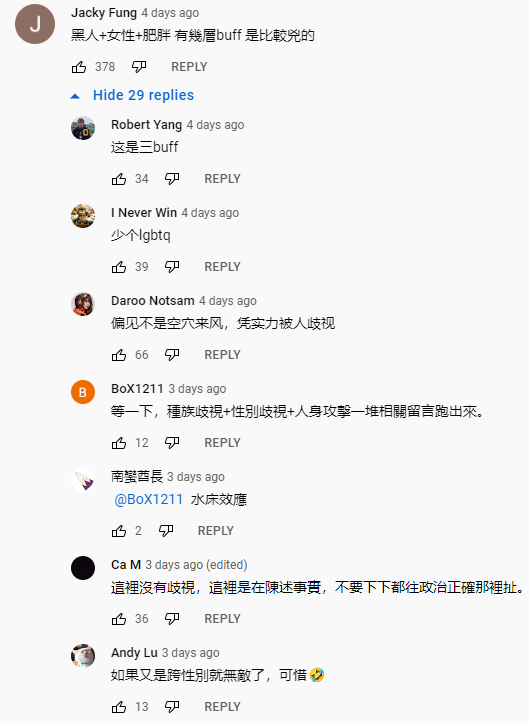 J
Jacky Fung 4 days ago
黑人+女性+肥胖 有幾層buff 是比較兇的
378 REPLY
Hide 29 replies
Robert Yang 4 days ago
这是三buff
34 REPLY
I Never Win 4 days ago
少个lgbtq
39 REPLY
Daroo Notsam 4 days ago
偏见不是空穴来风，凭实力被人歧视
66 REPLY
B
BoX1211 3 days ago
等一下，種族歧視+性別歧視+人身攻擊一堆相關留言跑出來。
12 REPLY
南蠻酋長 3 days ago
@BoX1211 水床效應
2 REPLY
Ca M 3 days ago (edited)
這裡沒有歧視，這裡是在陳述事實，不要下下都往政治正確那裡扯。
36 REPLY
Andy Lu 3 days ago
如果又是跨性別就無敵了，可惜🤣
13 REPLY